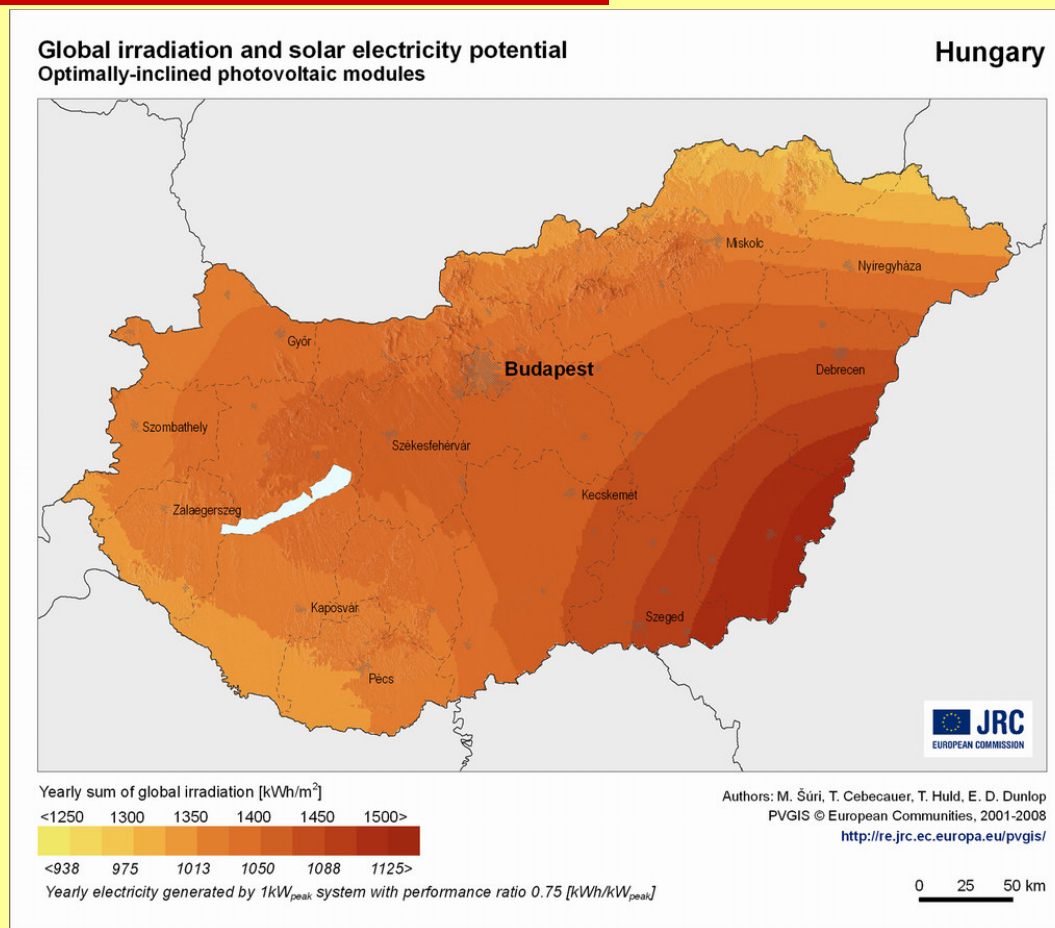 Global irradiation and solar electricity potential
Optimally-inclined photovoltaic modules
Hungary
Miskolc
Nyíregyháza
Győr
Budapest
Debrecen
Szombathely
Székesfehérvár
Kecskemét
Zalaegerszeg
Kaposvár
Szeged
Pécs
JRC
EUROPEAN COMMISSION
Yearly sum of global irradiation [kWh/m²]
<1250 1300 1350 1400 1450 1500>
<938 975 1013 1050 1088 1125>
Yearly electricity generated by 1kWpeak system with performance ratio 0.75 [kWh/kWpeak]
Authors: M. Šúri, T. Cebecauer, T. Huld, E. D. Dunlop
PVGIS © European Communities, 2001-2008
http://re.jrc.ec.europa.eu/pvgis/
0 25 50 km